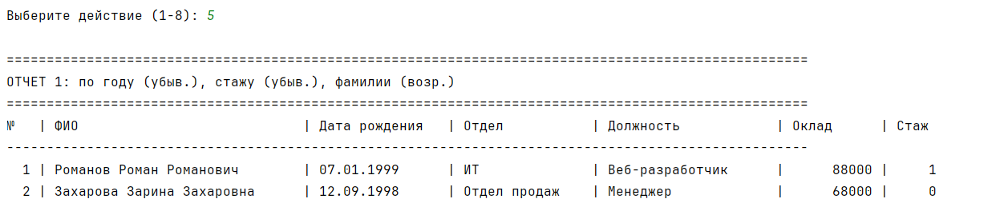 Выберите действие (1-8): 5
====================================================================================================
ОТЧЕТ 1: по году (убыв.), стажу (убыв.), фамилии (возр.)
====================================================================================================
№   | ФИО                            | Дата рождения   | Отдел           | Должность            | Оклад      | Стаж
----------------------------------------------------------------------------------------------------
  1 | Романов Роман Романович        | 07.01.1999      | ИТ              | Веб-разработчик      |      88000 |     1
  2 | Захарова Зарина Захаровна      | 12.09.1998      | Отдел продаж    | Менеджер             |      68000 |     0